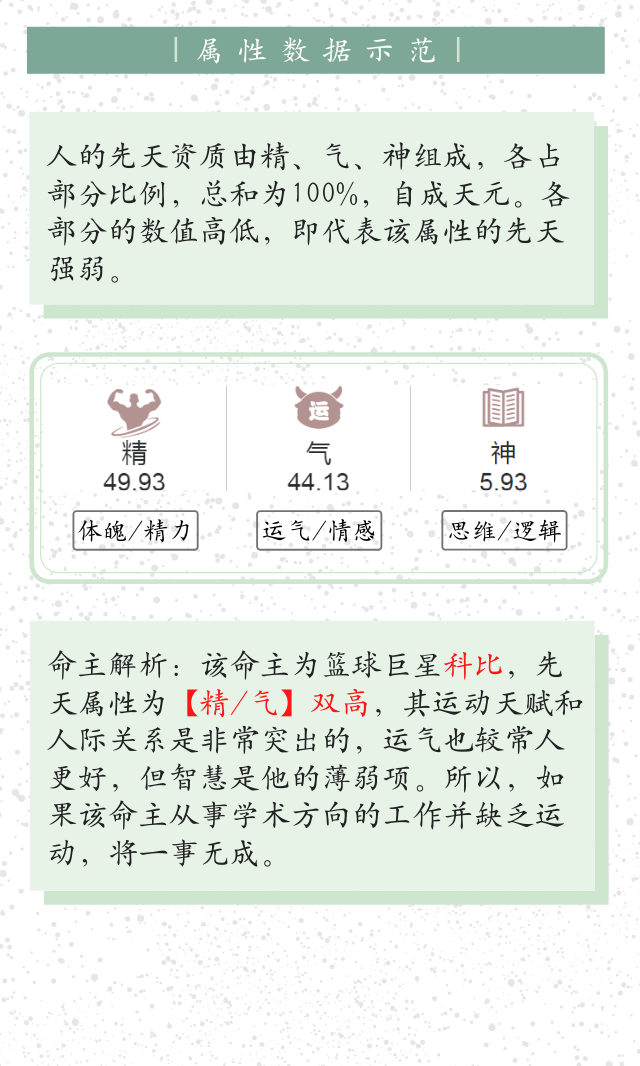 属性数据示范
人的先天资质由精、气、神组成，各占
部分比例，总和为100%，自成天元。各
部分的数值高低，即代表该属性的先天
强弱。
运
精 气 神
49.93 44.13 5.93
体魄/精力 运气/情感 思维/逻辑
命主解析：该命主为篮球巨星科比，先
天属性为【精/气】双高，其运动天赋和
人际关系是非常突出的，运气也较常人
更好，但智慧是他的薄弱项。所以，如
果该命主从事学术方向的工作并缺乏运
动，将一事无成。